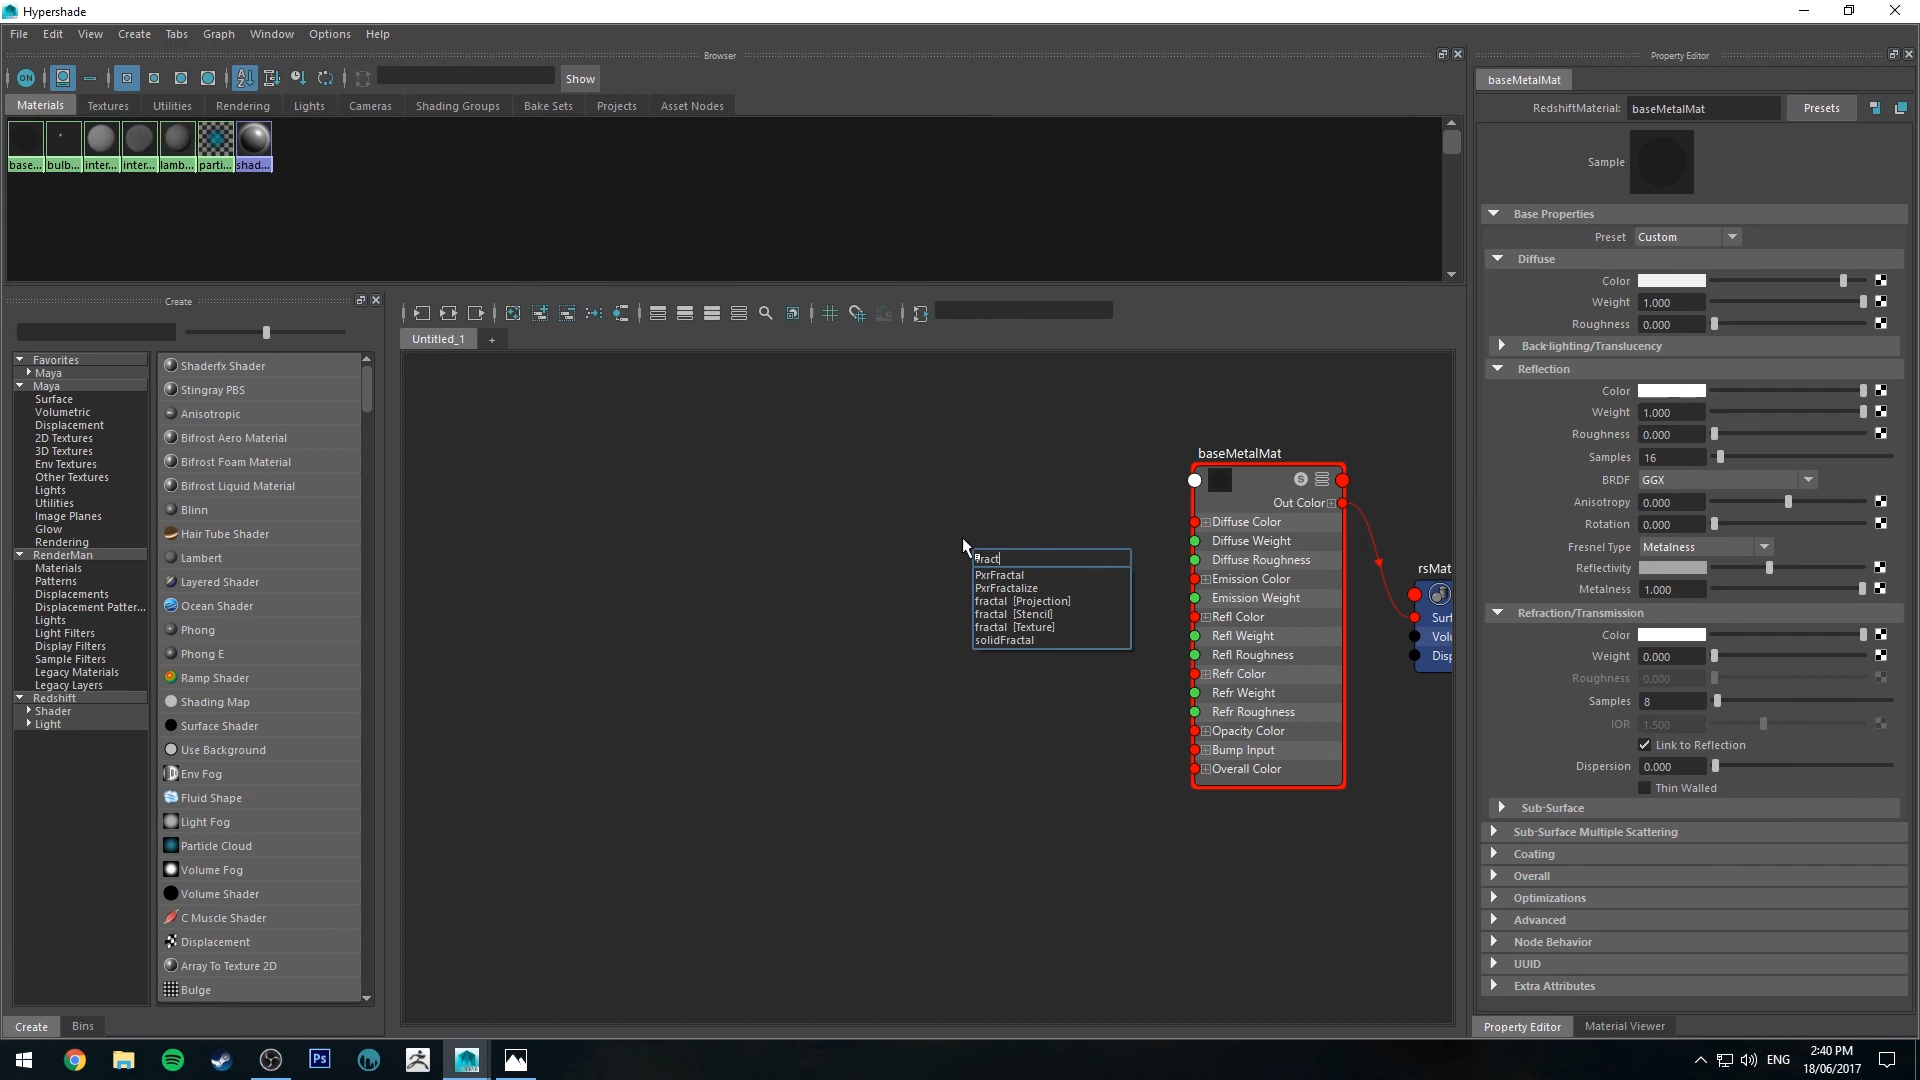 Hypershade
File Edit View Create Tabs Graph Window Options Help
Browser
ON Show
Materials Textures Utilities Rendering Lights Cameras Shading Groups Bake Sets Projects Asset Nodes
base... bulb... inter... inter... lamb... parti... shad...
Create
Favorites
Maya
Maya
Surface
Volumetric
Displacement
2D Textures
3D Textures
Env Textures
Other Textures
Lights
Utilities
Image Planes
Glow
Rendering
RenderMan
Materials
Patterns
Displacements
Displacement Patter...
Lights
Light Filters
Display Filters
Sample Filters
Legacy Materials
Legacy Layers
Redshift
Shader
Light
Shaderfx Shader
Stingray PBS
Anisotropic
Bifrost Aero Material
Bifrost Foam Material
Bifrost Liquid Material
Blinn
Hair Tube Shader
Lambert
Layered Shader
Ocean Shader
Phong
Phong E
Ramp Shader
Shading Map
Surface Shader
Use Background
Env Fog
Fluid Shape
Light Fog
Particle Cloud
Volume Fog
Volume Shader
C Muscle Shader
Displacement
Array To Texture 2D
Bulge
Create Bins
Untitled_1 +
fract
PxrFractal
PxrFractalize
fractal [Projection]
fractal [Stencil]
fractal [Texture]
solidFractal
baseMetalMat
S
Out Color
Diffuse Color
Diffuse Weight
Diffuse Roughness
Emission Color
Emission Weight
Refl Color
Refl Weight
Refl Roughness
Refr Color
Refr Weight
Refr Roughness
Opacity Color
Bump Input
Overall Color
rsMat
Surf
Volu
Disp
Property Editor
baseMetalMat
RedshiftMaterial: baseMetalMat Presets
Sample
Base Properties
Preset Custom
Diffuse
Color
Weight 1.000
Roughness 0.000
Back-lighting/Translucency
Reflection
Color
Weight 1.000
Roughness 0.000
Samples 16
BRDF GGX
Anisotropy 0.000
Rotation 0.000
Fresnel Type Metalness
Reflectivity
Metalness 1.000
Refraction/Transmission
Color
Weight 0.000
Roughness 0.000
Samples 8
IOR 1.500
Link to Reflection
Dispersion 0.000
Thin Walled
Sub-Surface
Sub-Surface Multiple Scattering
Coating
Overall
Optimizations
Advanced
Node Behavior
UUID
Extra Attributes
Property Editor Material Viewer
Ps
ENG
2:40 PM
18/06/2017